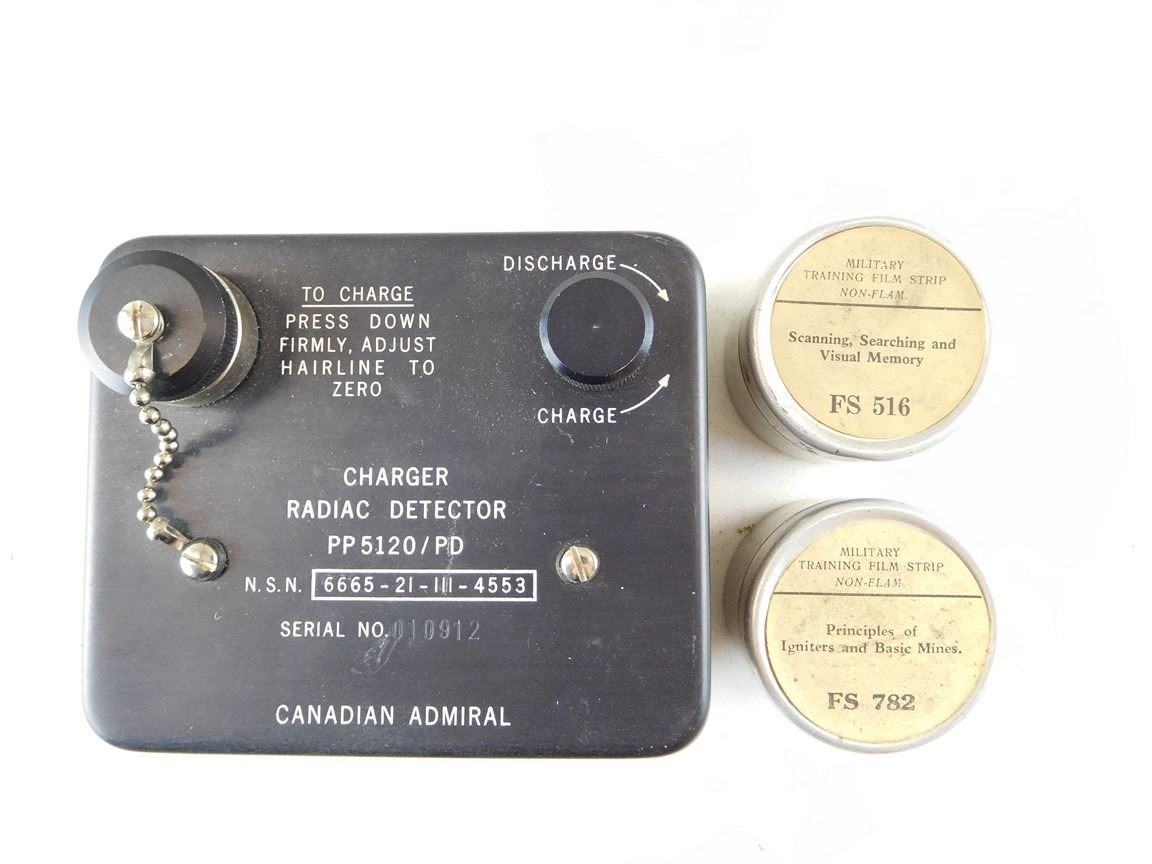 DISCHARGE
TO CHARGE
PRESS DOWN
FIRMLY, ADJUST
HAIRLINE TO
ZERO
CHARGE
CHARGER
RADIAC DETECTOR
PP5120/PD
N.S.N. 6665-21-111-4553
SERIAL NO. 010912
CANADIAN ADMIRAL
MILITARY
TRAINING FILM STRIP
NON-FLAM.
Scanning, Searching and
Visual Memory
FS 516
MILITARY
TRAINING FILM STRIP
NON-FLAM.
Principles of
Igniters and Basic Mines.
FS 782